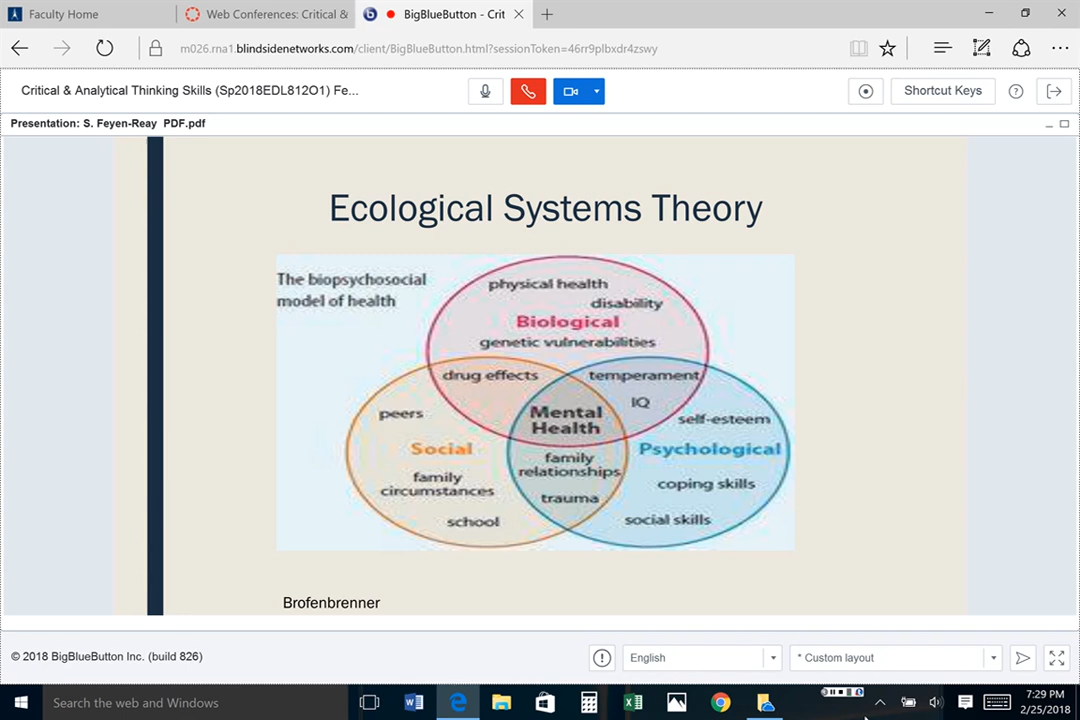 Faculty Home
Web Conferences: Critical &
BigBlueButton - Crit
m026.rna1.blindsidenetworks.com/client/BigBlueButton.html?sessionToken=46rr9plbxdr4zswy
Critical & Analytical Thinking Skills (Sp2018EDL812O1) Fe...
Shortcut Keys
Presentation: S. Feyen-Reay PDF.pdf
Ecological Systems Theory
The biopsychosocial
model of health
physical health
disability
Biological
genetic vulnerabilities
drug effects
temperament
IQ
Mental
Health
peers
self-esteem
Social
Psychological
family
relationships
family
circumstances
coping skills
trauma
school
social skills
Brofenbrenner
© 2018 BigBlueButton Inc. (build 826)
English
* Custom layout
Search the web and Windows
7:29 PM
2/25/2018